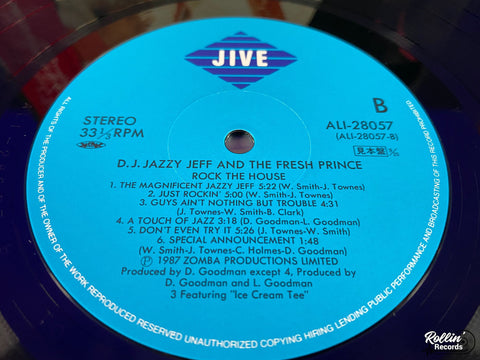 JIVE
STEREO
33⅓RPM
B
ALI-28057
(ALI-28057-B)
見本盤
D.J. JAZZY JEFF AND THE FRESH PRINCE
ROCK THE HOUSE
1. THE MAGNIFICENT JAZZY JEFF 5:22 (W. Smith-J. Townes)
2. JUST ROCKIN' 5:00 (W. Smith-J. Townes)
3. GUYS AIN'T NOTHING BUT TROUBLE 4:31
(J. Townes-W. Smith-B. Clark)
4. A TOUCH OF JAZZ 3:18 (D. Goodman-L. Goodman)
5. DON'T EVEN TRY IT 5:26 (J. Townes-W. Smith)
6. SPECIAL ANNOUNCEMENT 1:48
(W. Smith-J. Townes-C. Holmes-D. Goodman)
Ⓟ 1987 ZOMBA PRODUCTIONS LIMITED
Produced by D. Goodman except 4, Produced by
D. Goodman and L. Goodman
3 Featuring "Ice Cream Tee"
ALL RIGHTS OF THE PRODUCER AND OF THE OWNER OF THE WORK REPRODUCED RESERVED UNAUTHORIZED COPYING HIRING LENDING PUBLIC PERFORMANCE AND BROADCASTING OF THIS RECORD
Rollin' Records